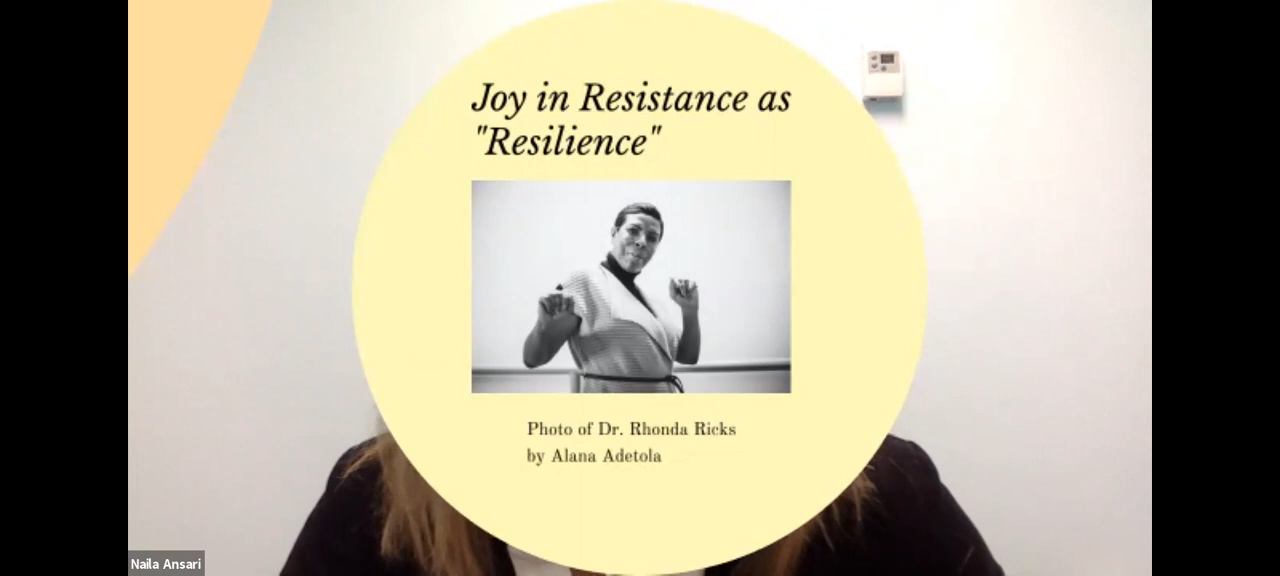 Joy in Resistance as
"Resilience"
Photo of Dr. Rhonda Ricks
by Alana Adetola
Naila Ansari